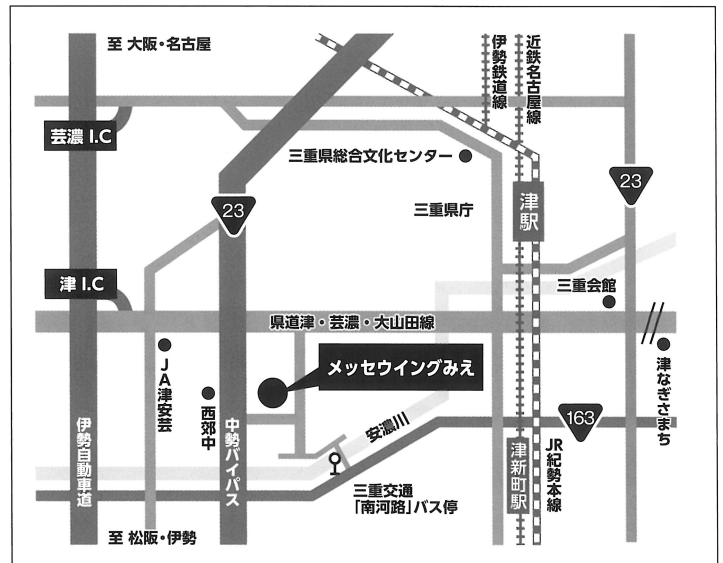 至 大阪・名古屋
伊勢鉄道線
近鉄名古屋線
芸濃 I.C
三重県総合文化センター
23
23
三重県庁
津駅
津 I.C
三重会館
県道津・芸濃・大山田線
JA津安芸
メッセウイングみえ
津なぎさまち
西郊中
安濃川
163
伊勢自動車道
中勢バイパス
津新町駅
JR紀勢本線
三重交通
「南河路」バス停
至 松阪・伊勢